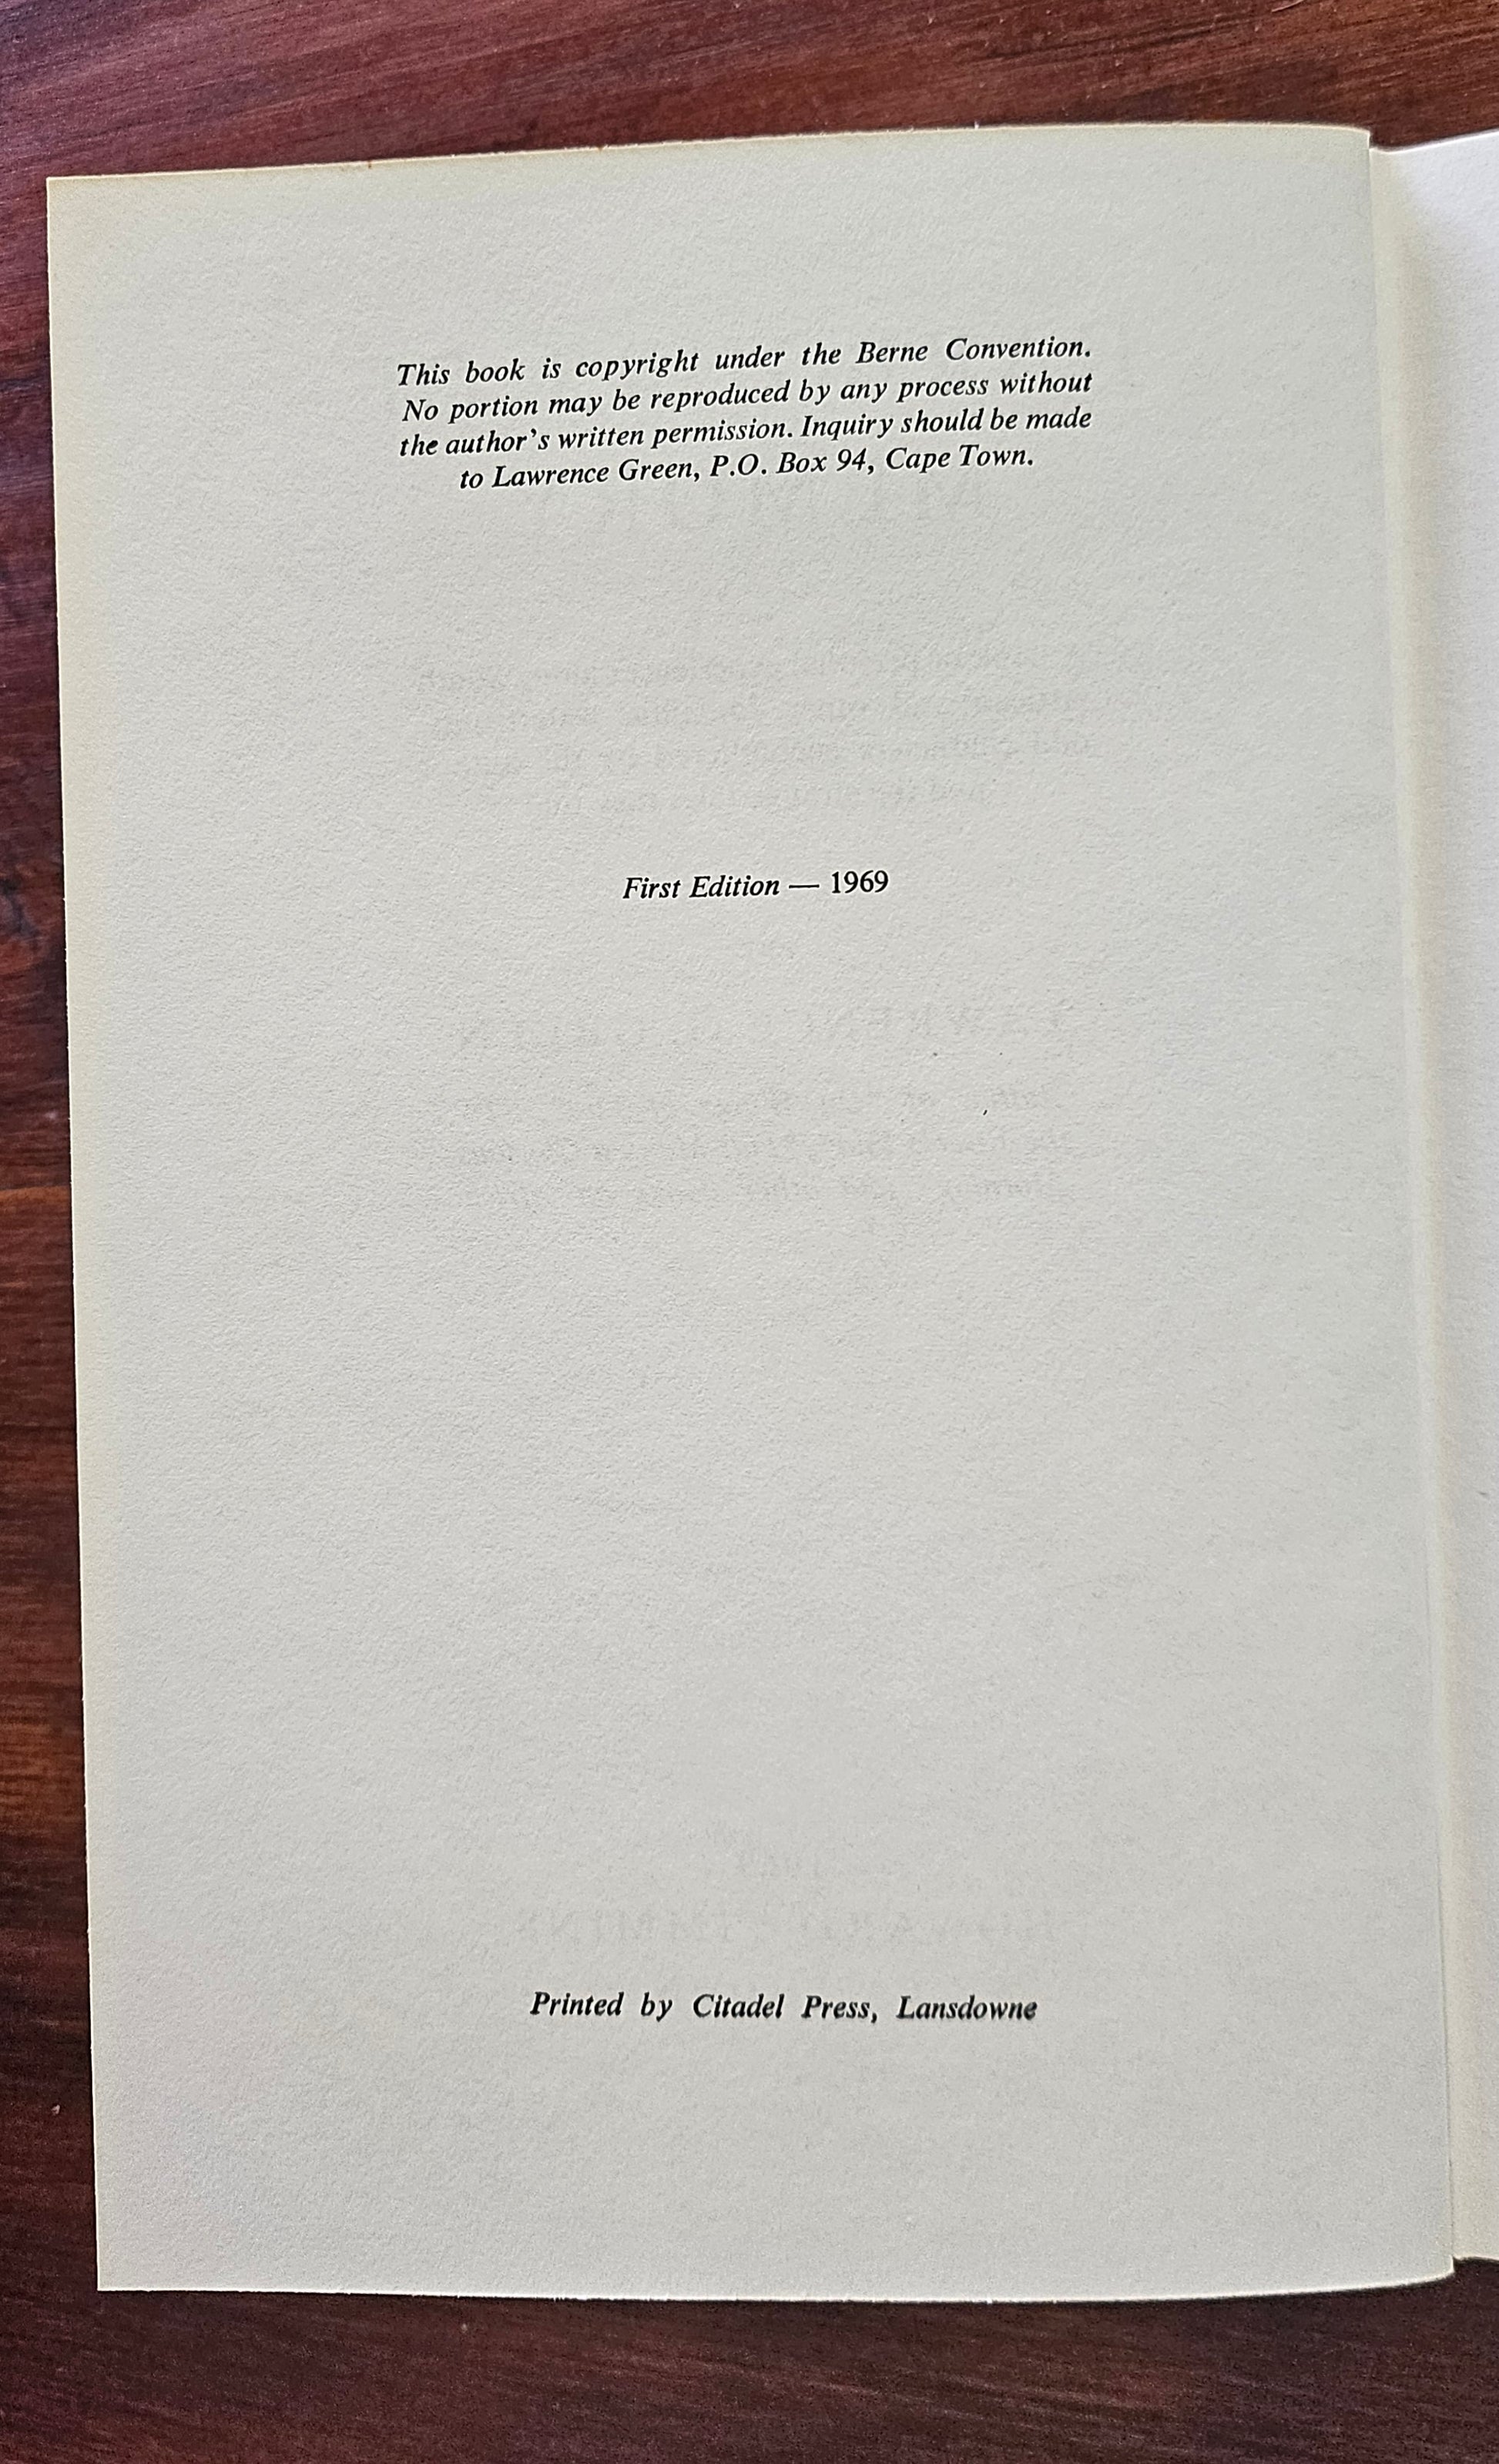 This book is copyright under the Berne Convention.
No portion may be reproduced by any process without
the author's written permission. Inquiry should be made
to Lawrence Green, P.O. Box 94, Cape Town.
First Edition — 1969
Printed by Citadel Press, Lansdowne